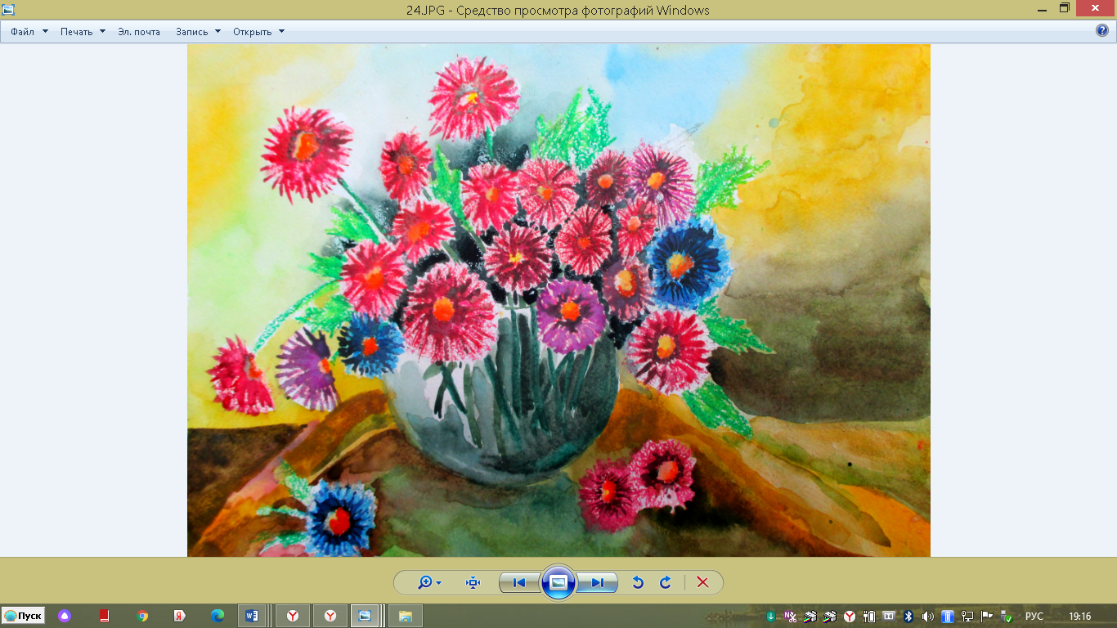 24.JPG - Средство просмотра фотографий Windows
Файл Печать Эл. почта Запись Открыть
Пуск
РУС 19:16